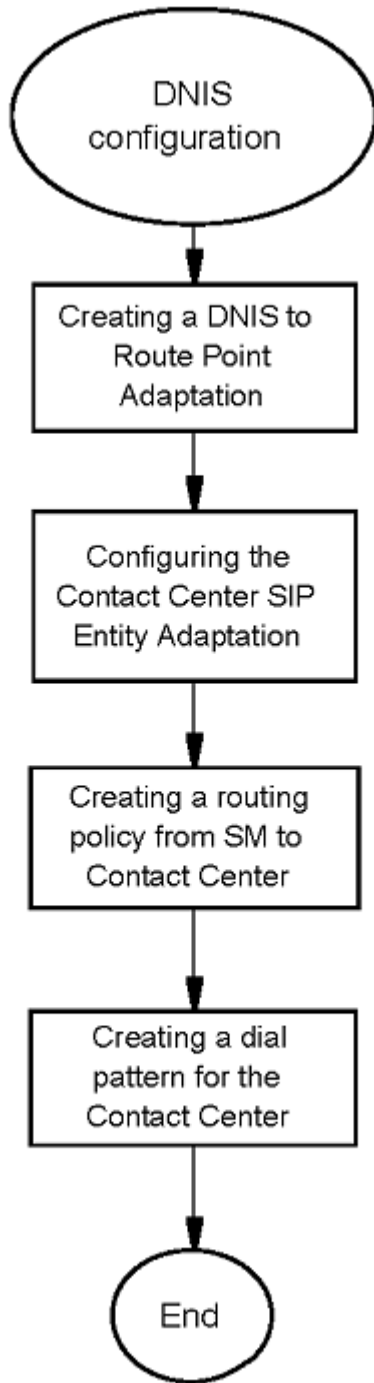 DNIS
configuration
Creating a DNIS to
Route Point
Adaptation
Configuring the
Contact Center SIP
Entity Adaptation
Creating a routing
policy from SM to
Contact Center
Creating a dial
pattern for the
Contact Center
End